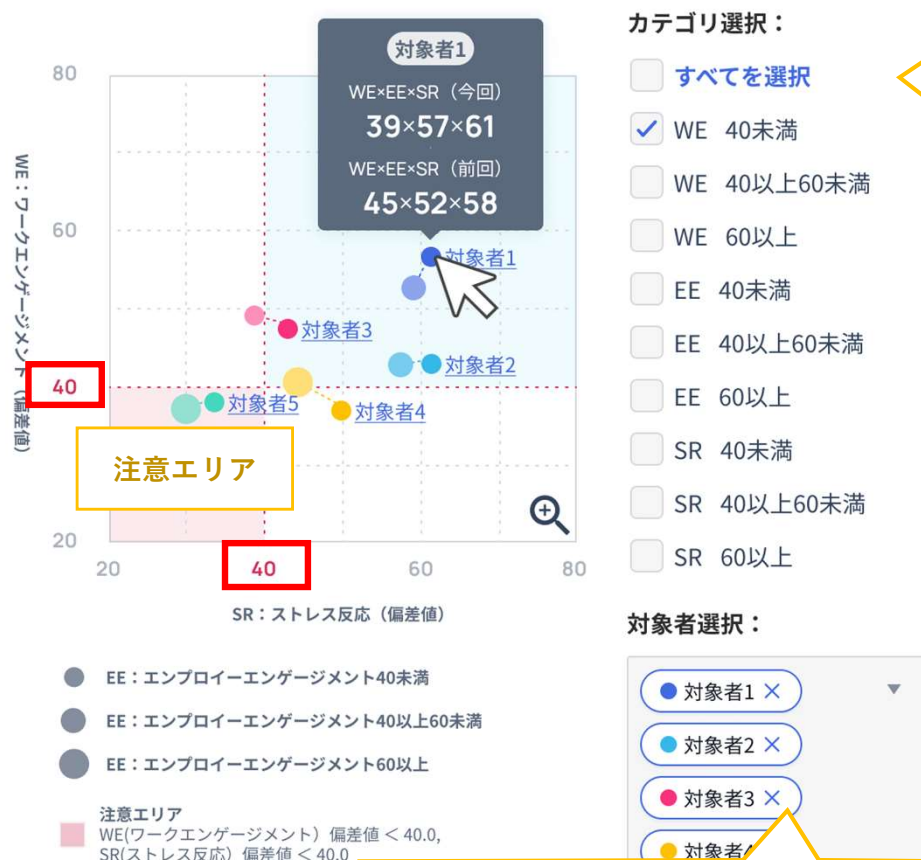 カテゴリ選択：
すべてを選択
WE 40未満
WE 40以上60未満
WE 60以上
EE 40未満
EE 40以上60未満
EE 60以上
SR 40未満
SR 40以上60未満
SR 60以上
対象者1
WE×EE×SR（今回）
39×57×61
WE×EE×SR（前回）
45×52×58
WE：ワークエンゲージメント（偏差値）
80
60
40
20
対象者1
対象者3
対象者2
対象者5
対象者4
注意エリア
20
40
60
80
SR：ストレス反応（偏差値）
EE：エンプロイーエンゲージメント40未満
EE：エンプロイーエンゲージメント40以上60未満
EE：エンプロイーエンゲージメント60以上
注意エリア
WE(ワークエンゲージメント）偏差値 < 40.0,
SR(ストレス反応）偏差値 < 40.0
対象者選択：
対象者1 ×
対象者2 ×
対象者3 ×
対象者4